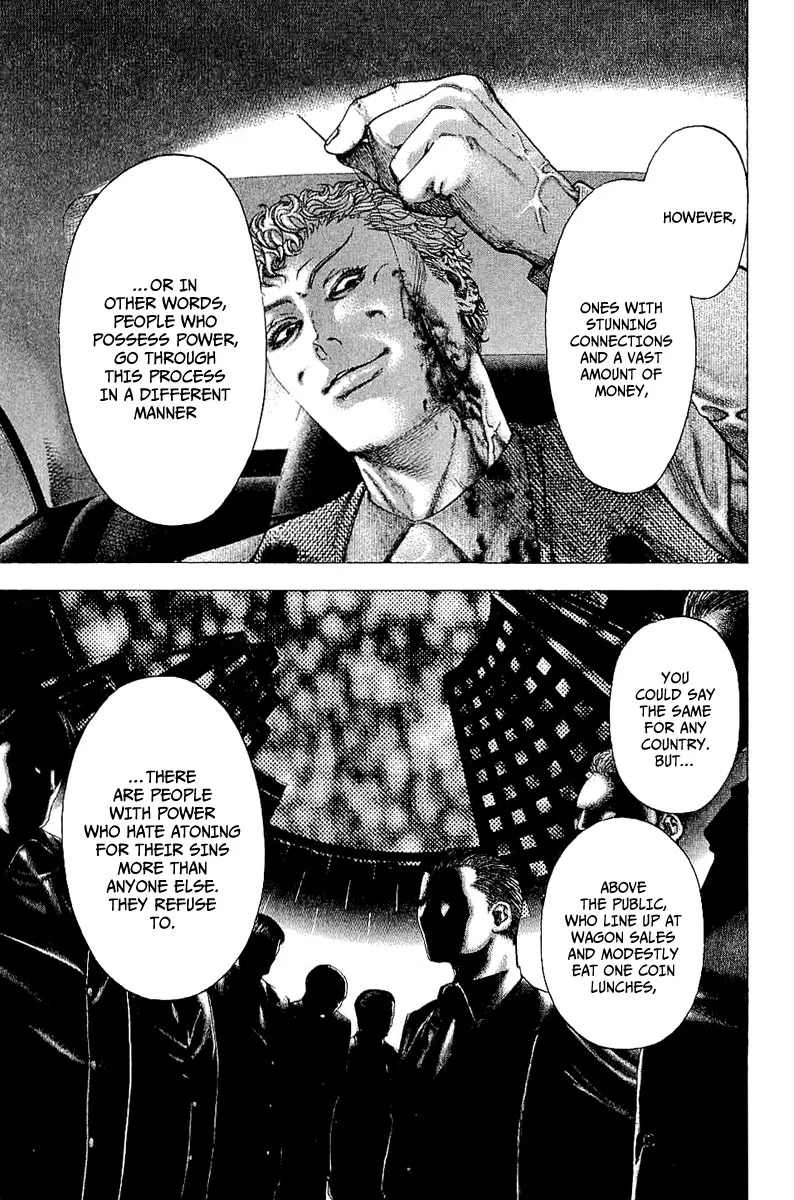 HOWEVER,
ONES WITH
STUNNING
CONNECTIONS
AND A VAST
AMOUNT OF
MONEY,
...OR IN
OTHER WORDS,
PEOPLE WHO
POSSESS POWER,
GO THROUGH
THIS PROCESS
IN A DIFFERENT
MANNER
YOU
COULD SAY
THE SAME
FOR ANY
COUNTRY.
BUT...
ABOVE
THE PUBLIC,
WHO LINE UP AT
WAGON SALES
AND MODESTLY
EAT ONE COIN
LUNCHES,
...THERE
ARE PEOPLE
WITH POWER
WHO HATE ATONING
FOR THEIR SINS
MORE THAN
ANYONE ELSE.
THEY REFUSE
TO.